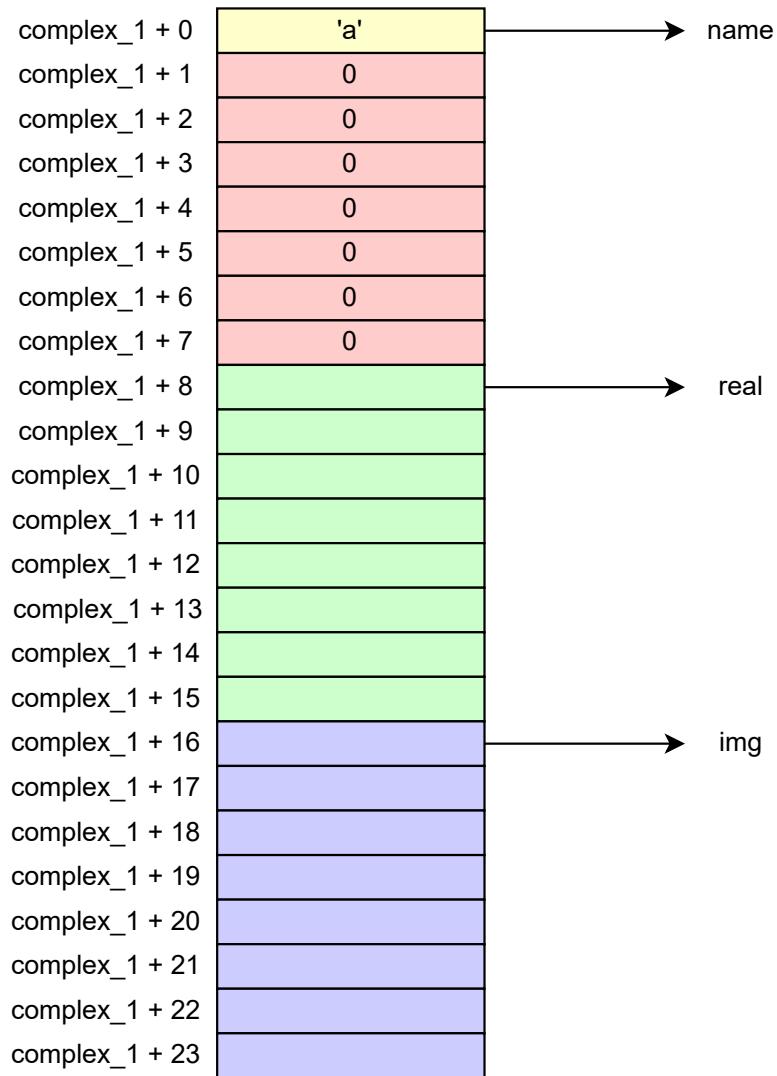 complex_1 + 0 'a' name
complex_1 + 1 0
complex_1 + 2 0
complex_1 + 3 0
complex_1 + 4 0
complex_1 + 5 0
complex_1 + 6 0
complex_1 + 7 0
complex_1 + 8 real
complex_1 + 9
complex_1 + 10
complex_1 + 11
complex_1 + 12
complex_1 + 13
complex_1 + 14
complex_1 + 15
complex_1 + 16 img
complex_1 + 17
complex_1 + 18
complex_1 + 19
complex_1 + 20
complex_1 + 21
complex_1 + 22
complex_1 + 23